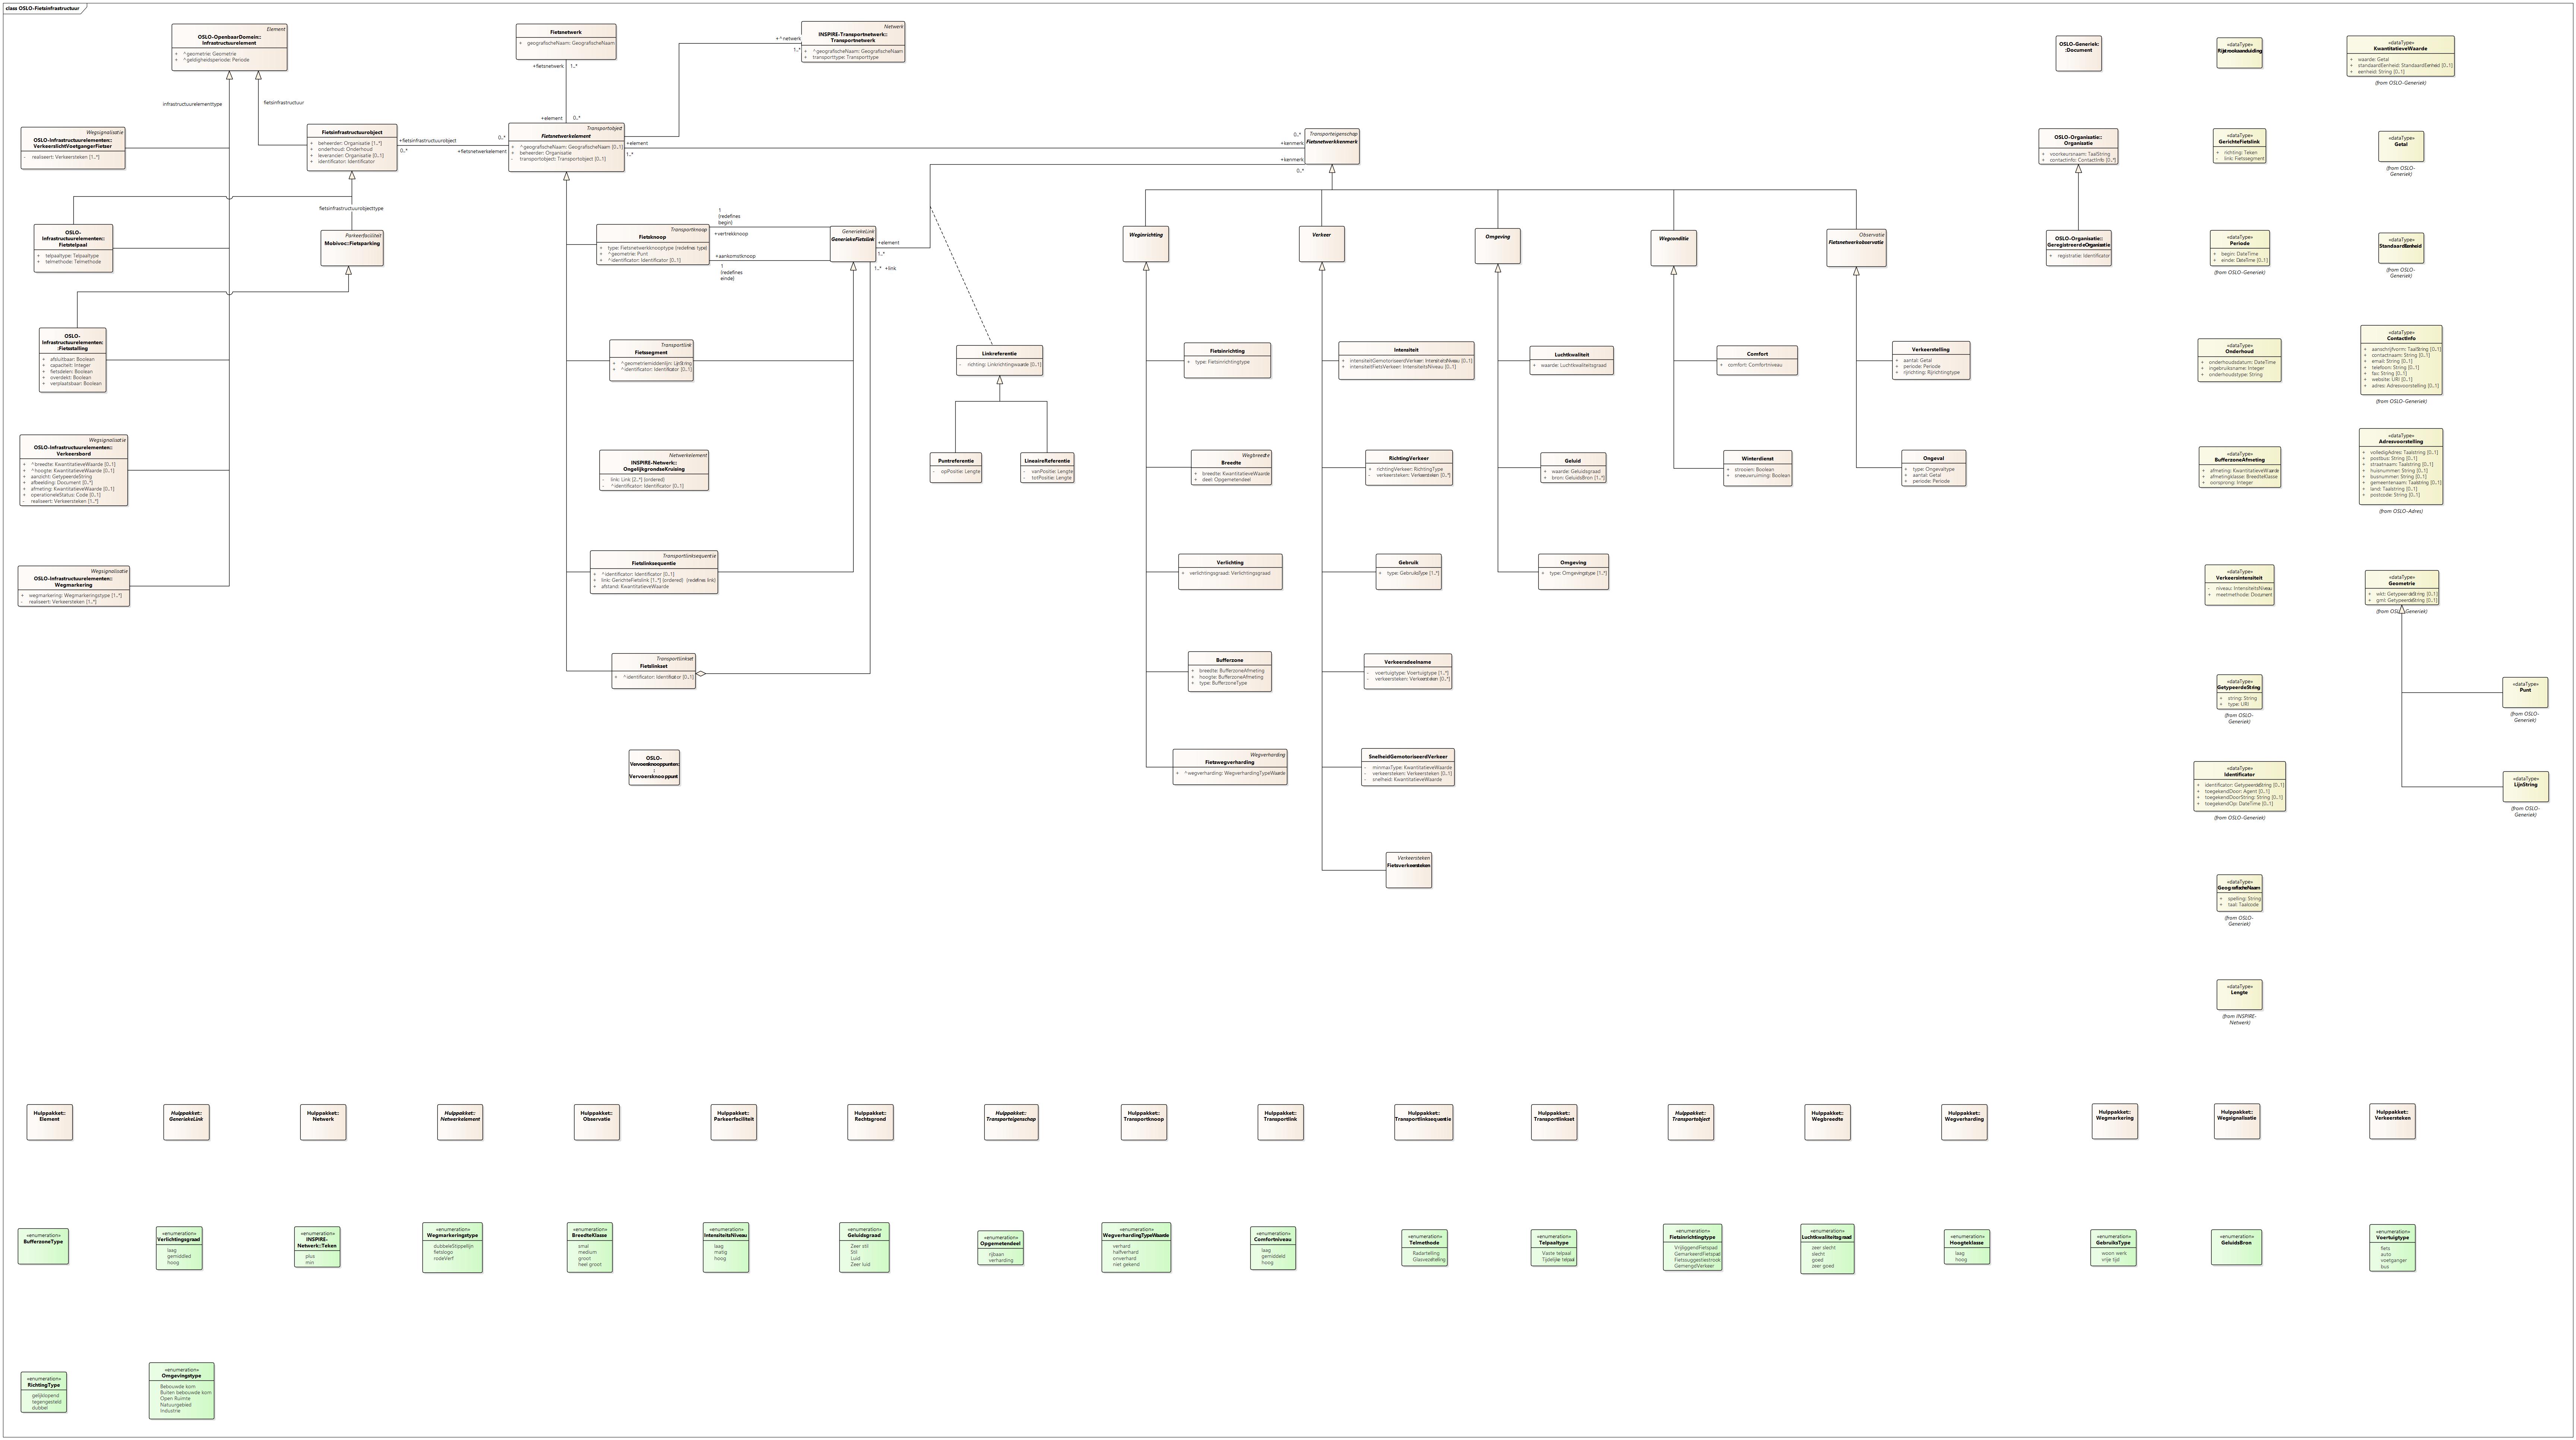 class OSLO-Fietsinfrastructuur
Element
OSLO-OpenbaarDomein::
Infrastructuurelement
+ ^geometrie: Geometrie
+ ^geldigheidsperiode: Periode
Fietsnetwerk
+ geografischeNaam: GeografischeNaam
Netwerk
INSPIRE-Transportnetwerk::
Transportnetwerk
+ ^geografischeNaam: GeografischeNaam
+ transporttype: Transporttype
+^netwerk
1..*
+fietsnetwerk 1..*
+element 0..*
infrastructuurelementtype
fietsinfrastructuur
Wegsignalisatie
OSLO-Infrastructuurelementen::
VerkeerslichtVoetgangerFietser
- realiseert: Verkeersteken [1..*]
Fietsinfrastructuurobject
+ beheerder: Organisatie [1..*]
+ onderhoud: Onderhoud
+ leverancier: Organisatie [0..1]
+ identificator: Identificator
+fietsinfrastructuurobject
0..*
0..*
+fietsnetwerkelement
Transportobject
Fietsnetwerkelement
+ ^geografischeNaam: GeografischeNaam [0..1]
+ beheerder: Organisatie
- transportobject: Transportobject [0..1]
+element
1..*
0..*
+kenmerk
+kenmerk
0..*
Transporteigenschap
Fietsnetwerkkenmerk
OSLO-
Infrastructuurelementen::
Fietstelpaal
+ telpaaltype: Telpaaltype
+ telmethode: Telmethode
fietsinfrastructuurobjecttype
Parkeerfaciliteit
Mobivoc::Fietsparking
OSLO-
Infrastructuurelementen:
:Fietsstalling
+ afsluitbaar: Boolean
+ capaciteit: Integer
+ fietsdelen: Boolean
+ overdekt: Boolean
+ verplaatsbaar: Boolean
Wegsignalisatie
OSLO-Infrastructuurelementen::
Verkeersbord
+ ^breedte: KwantitatieveWaarde [0..1]
+ ^hoogte: KwantitatieveWaarde [0..1]
+ aanzicht: GetypeerdeString
+ afbeelding: Document [0..*]
+ afmeting: KwantitatieveWaarde [0..1]
+ operationeleStatus: Code [0..1]
- realiseert: Verkeersteken [1..*]
Wegsignalisatie
OSLO-Infrastructuurelementen::
Wegmarkering
+ wegmarkering: Wegmarkeringstype [1..*]
- realiseert: Verkeersteken [1..*]
Transportknoop
Fietsknoop
+ type: Fietsnetwerkknooptype {redefines type}
+ ^geometrie: Punt
+ ^identificator: Identificator [0..1]
1
{redefines
begin}
+vertrekknoop
+aankomstknoop
1
{redefines
einde}
GeneriekeLink
GeneriekeFietslink
+element
1..*
1..* +link
Transportlink
Fietssegment
+ ^geometriemiddenlijn: LijnString
+ ^identificator: Identificator [0..1]
Netwerkelement
INSPIRE-Netwerk::
OngelijkgrondseKruising
- link: Link [2..*] {ordered}
- ^identificator: Identificator [0..1]
Transportlinksequentie
Fietslinksequentie
+ ^identificator: Identificator [0..1]
+ link: GerichteFietslink [1..*] {ordered} {redefines link}
+ afstand: KwantitatieveWaarde
Transportlinkset
Fietslinkset
+ ^identificator: Identificator [0..1]
OSLO-
Vervoersknooppunten:
:
Vervoersknooppunt
Linkreferentie
- richting: Linkrichtingwaarde [0..1]
Puntreferentie
- opPositie: Lengte
LineaireReferentie
- vanPositie: Lengte
- totPositie: Lengte
Weginrichting
Verkeer
Omgeving
Wegconditie
Observatie
Fietsnetwerkobservatie
Fietsinrichting
+ type: Fietsinrichtingtype
Wegbreedte
Breedte
+ breedte: KwantitatieveWaarde
+ deel: Opgemetendeel
Verlichting
+ verlichtingsgraad: Verlichtingsgraad
Bufferzone
+ breedte: BufferzoneAfmeting
+ hoogte: BufferzoneAfmeting
+ type: BufferzoneType
Wegverharding
Fietswegverharding
+ ^wegverharding: WegverhardingTypeWaarde
Intensiteit
+ intensiteitGemotoriseerdVerkeer: IntensiteitsNiveau [0..1]
+ intensiteitFietsVerkeer: IntensiteitsNiveau [0..1]
RichtingVerkeer
+ richtingVerkeer: RichtingType
- verkeersteken: Verkeersteken [0..*]
Gebruik
+ type: GebruiksType [1..*]
Verkeersdeelname
- voertuigtype: Voertuigtype [1..*]
- verkeersteken: Verkeersteken [0..*]
SnelheidGemotoriseerdVerkeer
- minmaxType: KwantitatieveWaarde
- verkeersteken: Verkeersteken [0..1]
- snelheid: KwantitatieveWaarde
Verkeersteken
Fietsverkeersteken
Luchtkwaliteit
+ waarde: Luchtkwaliteitsgraad
Geluid
+ waarde: Geluidsgraad
+ bron: GeluidsBron [1..*]
Omgeving
+ type: Omgevingstype [1..*]
Comfort
+ comfort: Comfortniveau
Winterdienst
+ strooien: Boolean
+ sneeuwruiming: Boolean
Verkeerstelling
+ aantal: Getal
+ periode: Periode
+ rijrichting: Rijrichtingtype
Ongeval
+ type: Ongevaltype
+ aantal: Getal
+ periode: Periode
OSLO-Generiek:
:Document
OSLO-Organisatie::
Organisatie
+ voorkeursnaam: TaalString
+ contactinfo: ContactInfo [0..*]
OSLO-Organisatie::
GeregistreerdeOrganisatie
+ registratie: Identificator
«dataType»
Rijstrookaanduiding
«dataType»
GerichteFietslink
+ richting: Teken
- link: Fietssegment
«dataType»
Periode
+ begin: DateTime
+ einde: DateTime [0..1]
(from OSLO-Generiek)
«dataType»
Onderhoud
+ onderhoudsdatum: DateTime
+ ingebruikname: Integer
+ onderhoudstype: String
«dataType»
BufferzoneAfmeting
+ afmeting: KwantitatieveWaarde
+ afmetingklasse: BreedteKlasse
+ oorsprong: Integer
«dataType»
Verkeersintensiteit
- niveau: IntensiteitsNiveau
+ meetmethode: Document
«dataType»
GetypeerdeString
+ string: String
+ type: URI
(from OSLO-
Generiek)
«dataType»
Identificator
+ identificator: GetypeerdeString [0..1]
+ toegekendDoor: Agent [0..1]
+ toegekendDoorString: String [0..1]
+ toegekendOp: DateTime [0..1]
(from OSLO-Generiek)
«dataType»
GeografischeNaam
+ spelling: String
+ taal: Taalcode
(from OSLO-
Generiek)
«dataType»
Lengte
(from INSPIRE-
Netwerk)
«dataType»
KwantitatieveWaarde
+ waarde: Getal
+ standaardEenheid: StandaardEenheid [0..1]
+ eenheid: String [0..1]
(from OSLO-Generiek)
«dataType»
Getal
(from OSLO-
Generiek)
«dataType»
StandaardEenheid
(from OSLO-
Generiek)
«dataType»
ContactInfo
+ aanschrijfvorm: TaalString [0..1]
+ contactnaam: String [0..1]
+ email: String [0..1]
+ telefoon: String [0..1]
+ fax: String [0..1]
+ website: URI [0..1]
+ adres: Adresvoorstelling [0..1]
(from OSLO-Generiek)
«dataType»
Adresvoorstelling
+ volledigAdres: Taalstring [0..1]
+ postbus: String [0..1]
+ straatnaam: Taalstring [0..1]
+ huisnummer: String [0..1]
+ busnummer: String [0..1]
+ gemeentenaam: Taalstring [0..1]
+ land: Taalstring [0..1]
+ postcode: String [0..1]
(from OSLO-Adres)
«dataType»
Geometrie
+ wkt: GetypeerdeString [0..1]
+ gml: GetypeerdeString [0..1]
(from OSLO-Generiek)
«dataType»
Punt
(from OSLO-
Generiek)
«dataType»
LijnString
(from OSLO-
Generiek)
Hulppakket::
Element
Hulppakket::
GeneriekeLink
Hulppakket::
Netwerk
Hulppakket::
Netwerkelement
Hulppakket::
Observatie
Hulppakket::
Parkeerfaciliteit
Hulppakket::
Rechtsgrond
Hulppakket::
Transporteigenschap
Hulppakket::
Transportknoop
Hulppakket::
Transportlink
Hulppakket::
Transportlinksequentie
Hulppakket::
Transportlinkset
Hulppakket::
Transportobject
Hulppakket::
Wegbreedte
Hulppakket::
Wegverharding
Hulppakket::
Wegmarkering
Hulppakket::
Wegsignalisatie
Hulppakket::
Verkeersteken
«enumeration»
BufferzoneType
«enumeration»
Verlichtingsgraad
laag
gemiddled
hoog
«enumeration»
INSPIRE-
Netwerk::Teken
plus
min
«enumeration»
Wegmarkeringstype
dubbeleStippellijn
fietslogo
rodeVerf
«enumeration»
BreedteKlasse
smal
medium
groot
heel groot
«enumeration»
IntensiteitsNiveau
laag
matig
hoog
«enumeration»
Geluidsgraad
Zeer stil
Stil
Luid
Zeer luid
«enumeration»
Opgemetendeel
rijbaan
verharding
«enumeration»
WegverhardingTypeWaarde
verhard
halfverhard
onverhard
niet gekend
«enumeration»
Comfortniveau
laag
gemiddeld
hoog
«enumeration»
Telmethode
Radartelling
Glasvezeltelling
«enumeration»
Telpaaltype
Vaste telpaal
Tijdelijke telpaal
«enumeration»
Fietsinrichtingtype
VrijliggendFietspad
GemarkeerdFietspad
Fietssuggestiestrook
GemengdVerkeer
«enumeration»
Luchtkwaliteitsgraad
zeer slecht
slecht
goed
zeer goed
«enumeration»
Hoogteklasse
laag
hoog
«enumeration»
GebruiksType
woon werk
vrije tijd
«enumeration»
GeluidsBron
«enumeration»
Voertuigtype
fiets
auto
voetganger
bus
«enumeration»
RichtingType
gelijklopend
tegengesteld
dubbel
«enumeration»
Omgevingstype
Bebouwde kom
Buiten bebouwde kom
Open Ruimte
Natuurgebied
Industrie